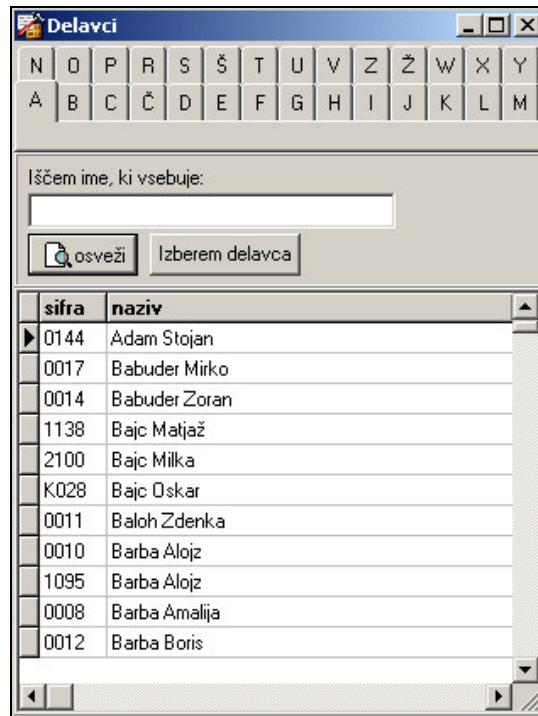 Delavci
N O P R S Š T U V Z Ž W X Y
A B C Č D E F G H I J K L M
Iščem ime, ki vsebuje:
osveži Izberem delavca
sifra naziv
0144 Adam Stojan
0017 Babuder Mirko
0014 Babuder Zoran
1138 Bajc Matjaž
2100 Bajc Milka
K028 Bajc Oskar
0011 Baloh Zdenka
0010 Barba Alojz
1095 Barba Alojz
0008 Barba Amalija
0012 Barba Boris